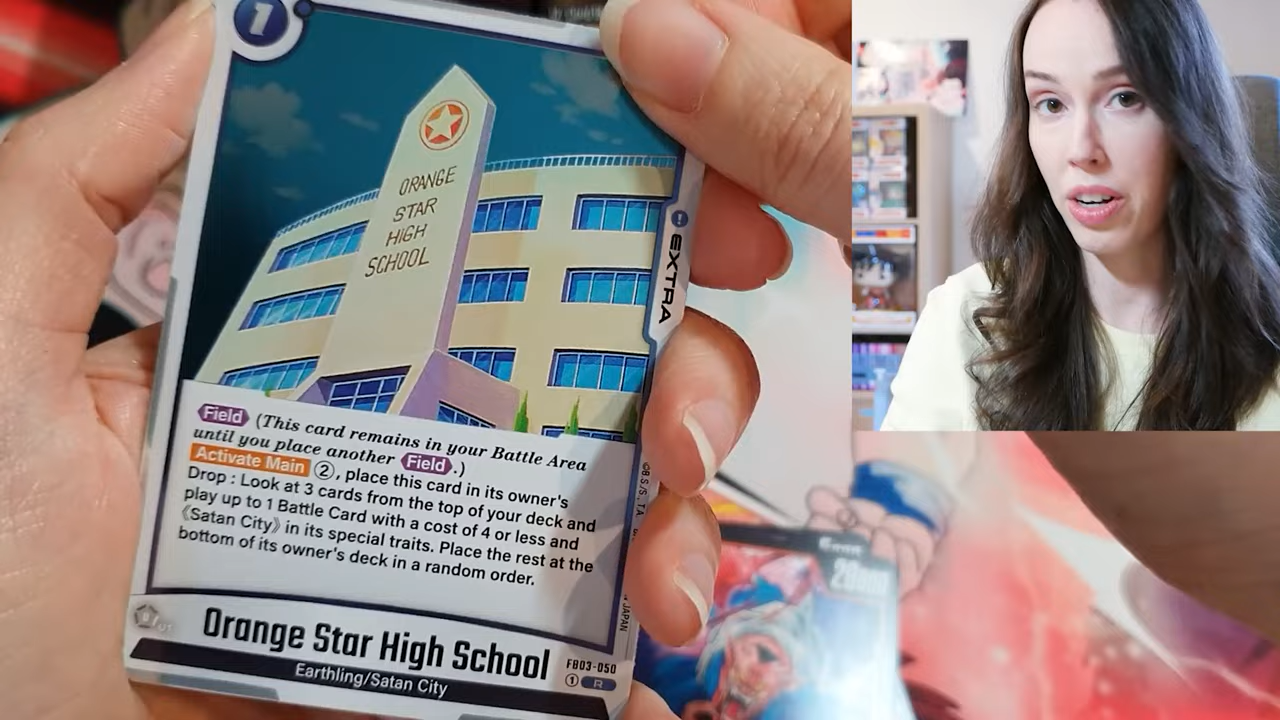 1
ORANGE
STAR
HIGH
SCHOOL
EXTRA
Field (This card remains in your Battle Area
until you place another Field.)
Activate Main ②, place this card in its owner's
Drop : Look at 3 cards from the top of your deck and
play up to 1 Battle Card with a cost of 4 or less and
《Satan City》 in its special traits. Place the rest at the
bottom of its owner's deck in a random order.
Orange Star High School
FB03-050
① R
Earthling/Satan City